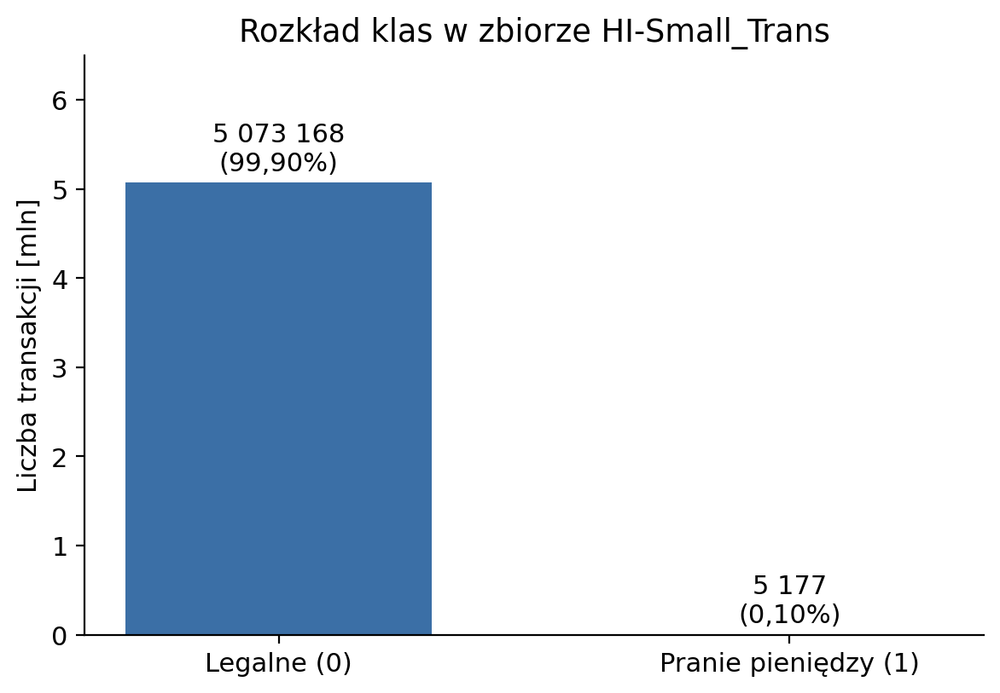 Rozkład klas w zbiorze HI-Small_Trans
Liczba transakcji [mln]
6
5
4
3
2
1
0
5 073 168
(99,90%)
5 177
(0,10%)
Legalne (0)
Pranie pieniędzy (1)